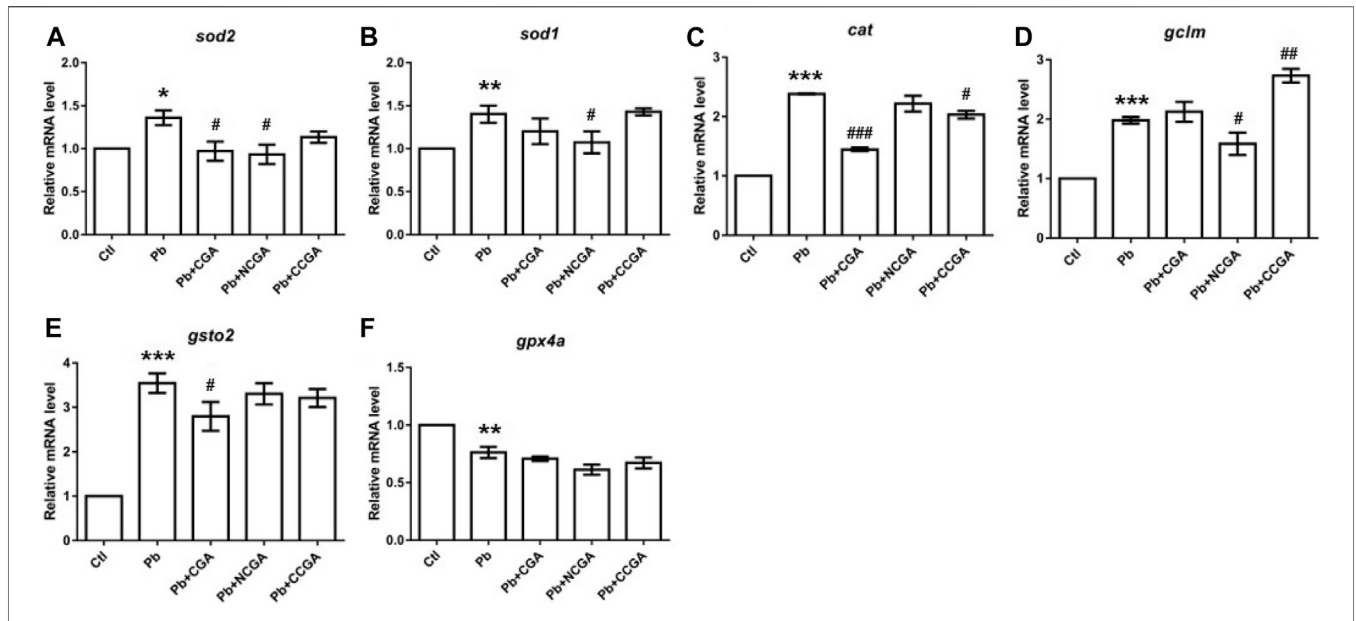 A
sod2
Relative mRNA level
2.0
1.5
1.0
0.5
0.0
*
#
#
Ctl
Pb
Pb+CGA
Pb+NCGA
Pb+CCGA
B
sod1
Relative mRNA level
2.0
1.5
1.0
0.5
0.0
**
#
Ctl
Pb
Pb+CGA
Pb+NCGA
Pb+CCGA
C
cat
Relative mRNA level
3
2
1
0
***
###
#
Ctl
Pb
Pb+CGA
Pb+NCGA
Pb+CCGA
D
gclm
Relative mRNA level
3
2
1
0
***
#
##
Ctl
Pb
Pb+CGA
Pb+NCGA
Pb+CCGA
E
gsto2
Relative mRNA level
4
3
2
1
0
***
#
Ctl
Pb
Pb+CGA
Pb+NCGA
Pb+CCGA
F
gpx4a
Relative mRNA level
1.5
1.0
0.5
0.0
**
Ctl
Pb
Pb+CGA
Pb+NCGA
Pb+CCGA